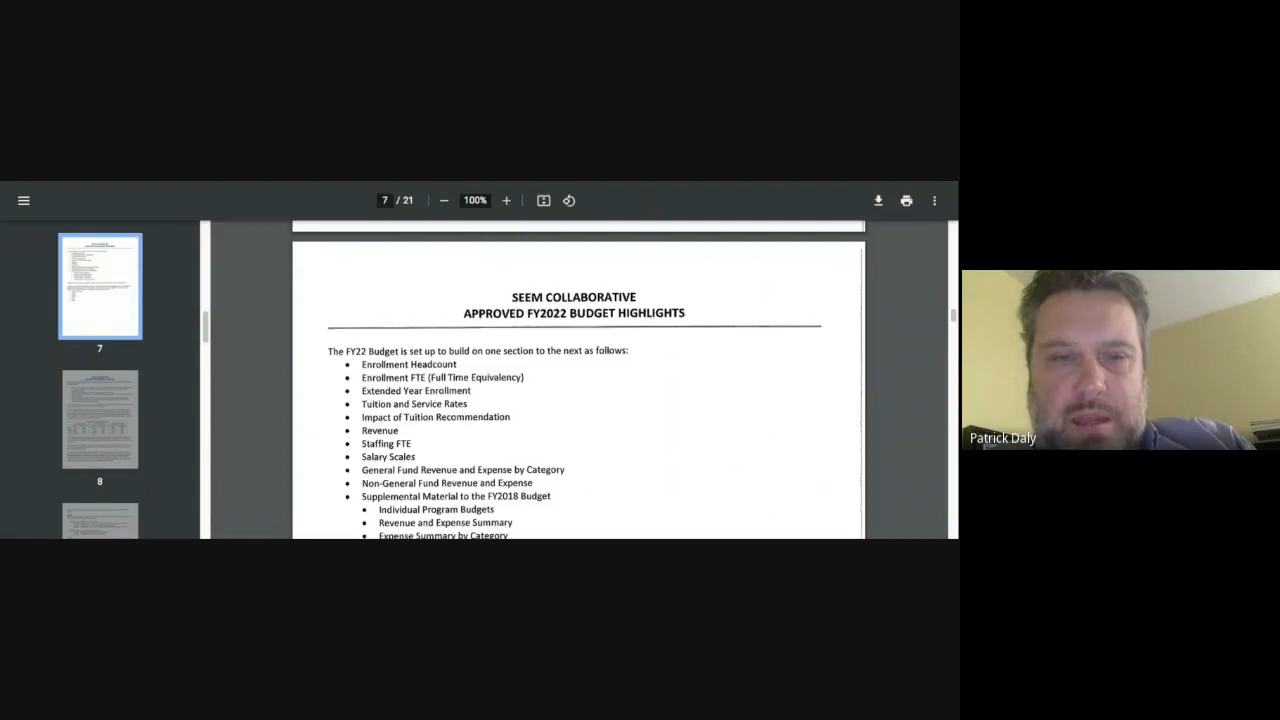 7 / 21
100%
7
8
SEEM COLLABORATIVE
APPROVED FY2022 BUDGET HIGHLIGHTS
The FY22 Budget is set up to build on one section to the next as follows:
• Enrollment Headcount
• Enrollment FTE (Full Time Equivalency)
• Extended Year Enrollment
• Tuition and Service Rates
• Impact of Tuition Recommendation
• Revenue
• Staffing FTE
• Salary Scales
• General Fund Revenue and Expense by Category
• Non-General Fund Revenue and Expense
• Supplemental Material to the FY2018 Budget
• Individual Program Budgets
• Revenue and Expense Summary
• Expense Summary by Category
Patrick Daly